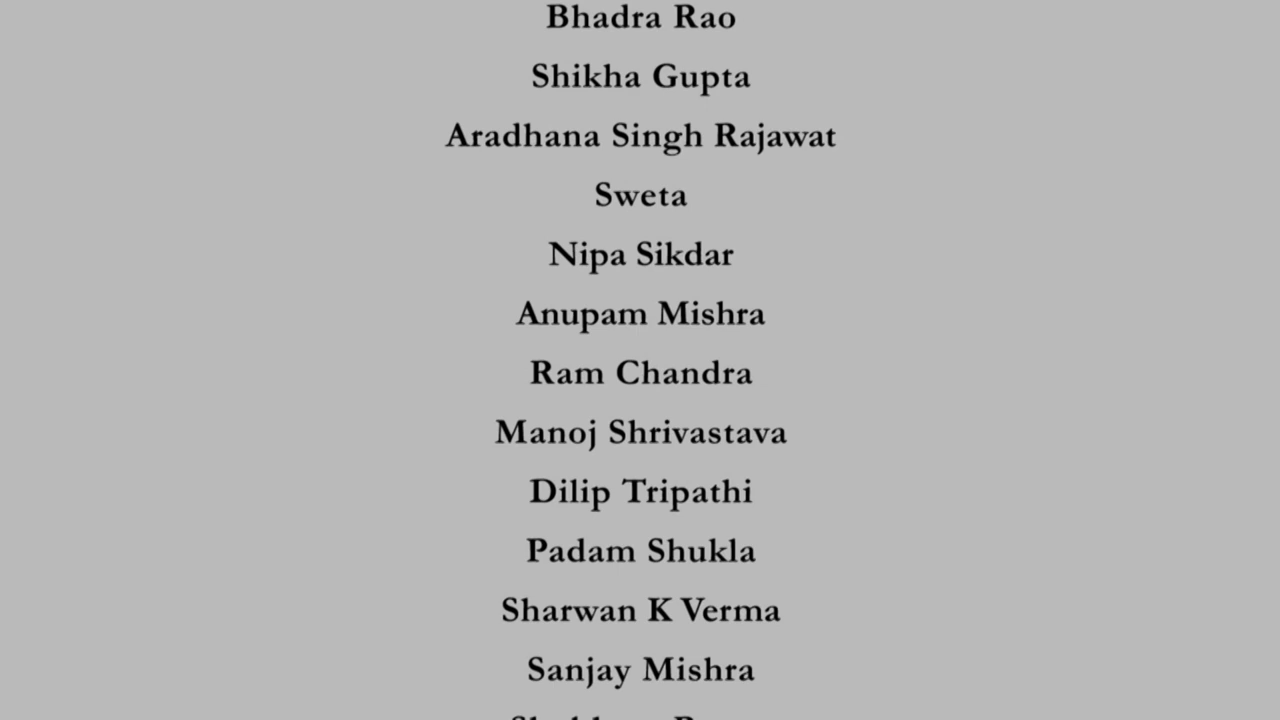 Bhadra Rao
Shikha Gupta
Aradhana Singh Rajawat
Sweta
Nipa Sikdar
Anupam Mishra
Ram Chandra
Manoj Shrivastava
Dilip Tripathi
Padam Shukla
Sharwan K Verma
Sanjay Mishra